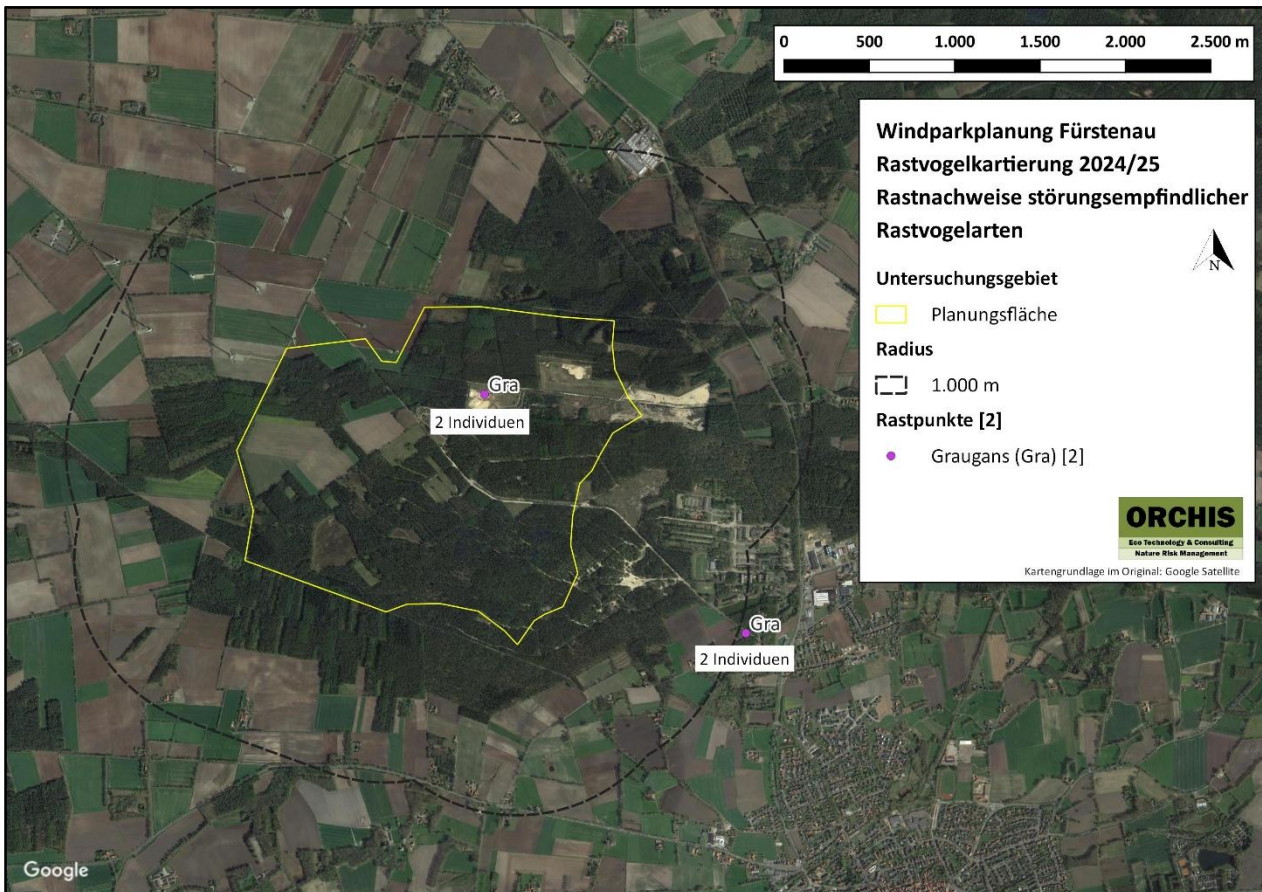 0 500 1.000 1.500 2.000 2.500 m
Windparkplanung Fürstenau
Rastvogelkartierung 2024/25
Rastnachweise störungsempfindlicher
Rastvogelarten
N
Untersuchungsgebiet
Planungsfläche
Radius
1.000 m
Rastpunkte [2]
Graugans (Gra) [2]
ORCHIS
Eco Technology & Consulting
Nature Risk Management
Kartengrundlage im Original: Google Satellite
Gra
2 Individuen
Gra
2 Individuen
Google